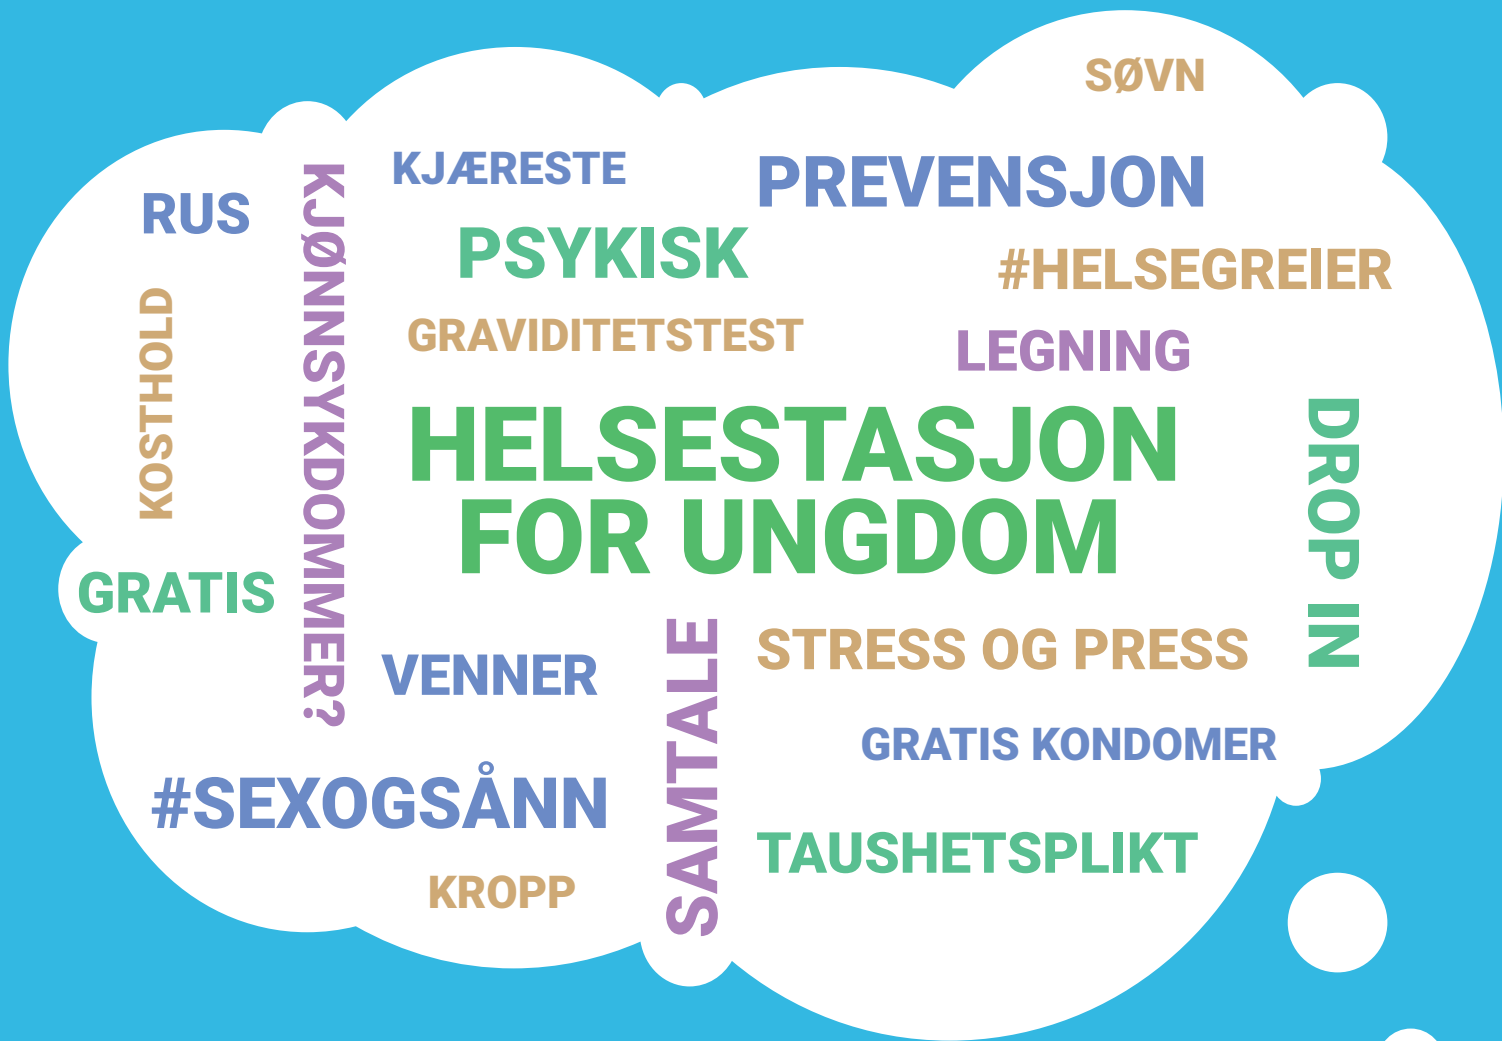 SØVN
KJÆRESTE
PREVENSJON
RUS
KJØNNSYKDOMMER?
PSYKISK
#HELSEGREIER
KOSTHOLD
GRAVIDITETSTEST
LEGNING
HELSESTASJON
FOR UNGDOM
DROP IN
GRATIS
VENNER
SAMTALE
STRESS OG PRESS
GRATIS KONDOMER
#SEXOGSÅNN
TAUSHETSPLIKT
KROPP